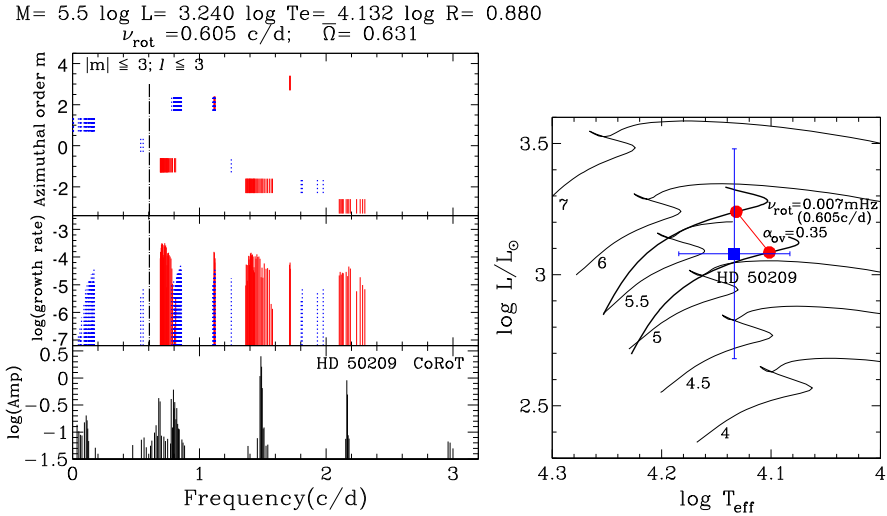 M= 5.5 log L= 3.240 log Te= 4.132 log R= 0.880
ν_rot =0.605 c/d; Ω̅= 0.631
|m| ≦ 3; l ≦ 3
Azimuthal order m
4
2
0
-2
log(growth rate)
-3
-4
-5
-6
-7
log(Amp)
0.5
0
-0.5
-1
-1.5
HD 50209 CoRoT
0 1 2 3
Frequency(c/d)
log L/L⊙
3.5
3
2.5
7
6
5.5
5
4.5
4
ν_rot=0.007mHz
(0.605c/d)
α_ov=0.35
HD 50209
4.3 4.2 4.1 4
log T_eff